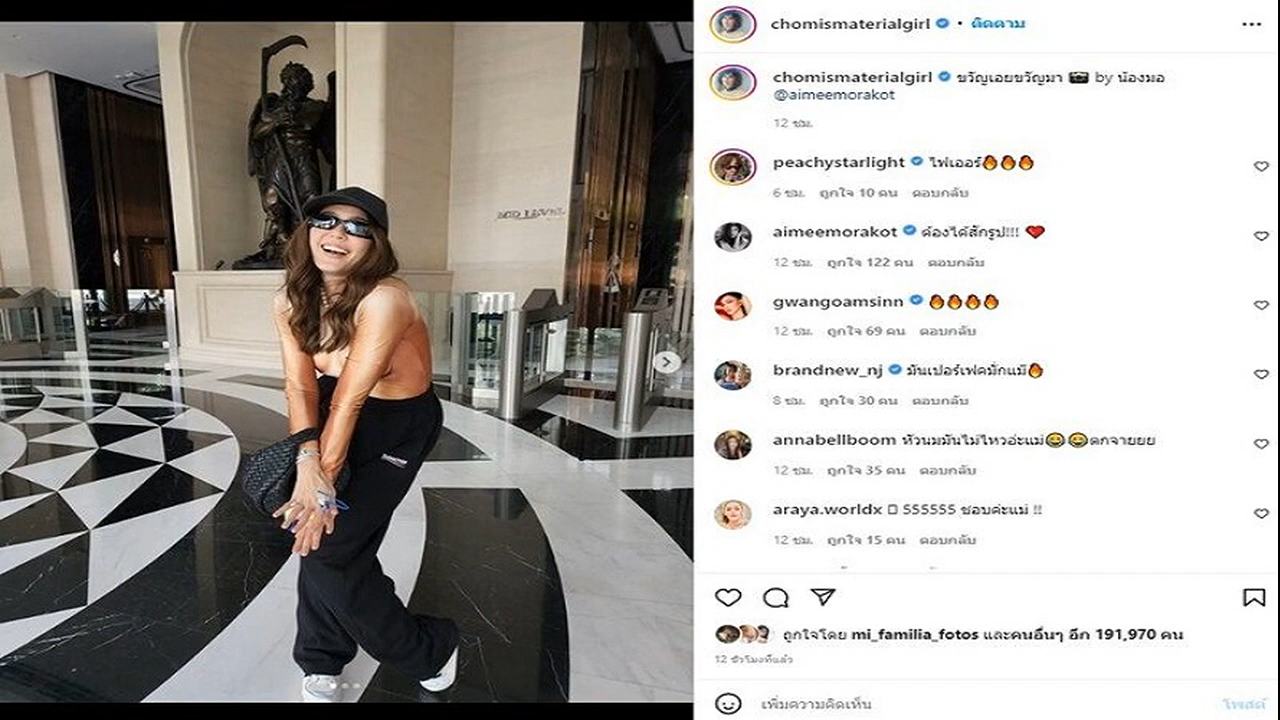 MID LEVEL
chomismaterialgirl • ติดตาม
chomismaterialgirl ขวัญเอยขวัญมา 📷 by น้องมอ
@aimeemorakot
12 ชม.
peachystarlight ไฟเออร์🔥🔥🔥
6 ชม. ถูกใจ 10 คน ตอบกลับ
aimeemorakot ต้องได้สักรูป!!! ❤️
12 ชม. ถูกใจ 122 คน ตอบกลับ
gwangoamsinn 🔥🔥🔥🔥
12 ชม. ถูกใจ 69 คน ตอบกลับ
brandnew_nj มันเปอร์เฟคมั่กแม๊🔥
8 ชม. ถูกใจ 30 คน ตอบกลับ
annabellboom หัวนมมันไม่ไหวอ่ะแม่😂😂ตกจายยย
12 ชม. ถูกใจ 35 คน ตอบกลับ
araya.worldx 555555 ชอบค่ะแม่ !!
12 ชม. ถูกใจ 15 คน ตอบกลับ
ถูกใจโดย mi_familia_fotos และคนอื่นๆ อีก 191,970 คน
12 ชั่วโมงที่แล้ว
เพิ่มความคิดเห็น
โพสต์